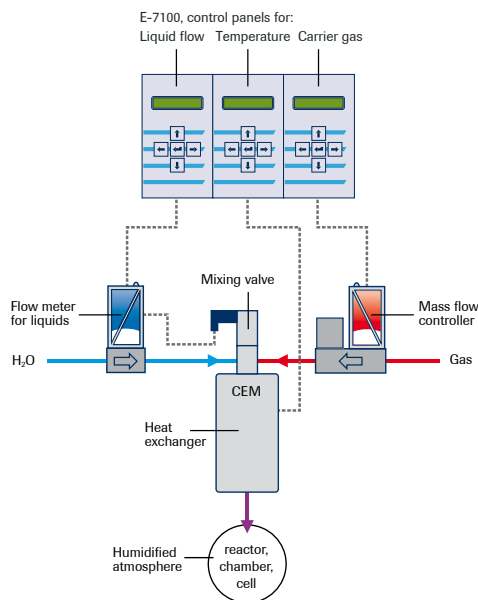 E-7100, control panels for:
Liquid flow Temperature Carrier gas
Mixing valve
Flow meter
for liquids
Mass flow
controller
H₂O
Gas
CEM
Heat
exchanger
Humidified
atmosphere
reactor,
chamber,
cell